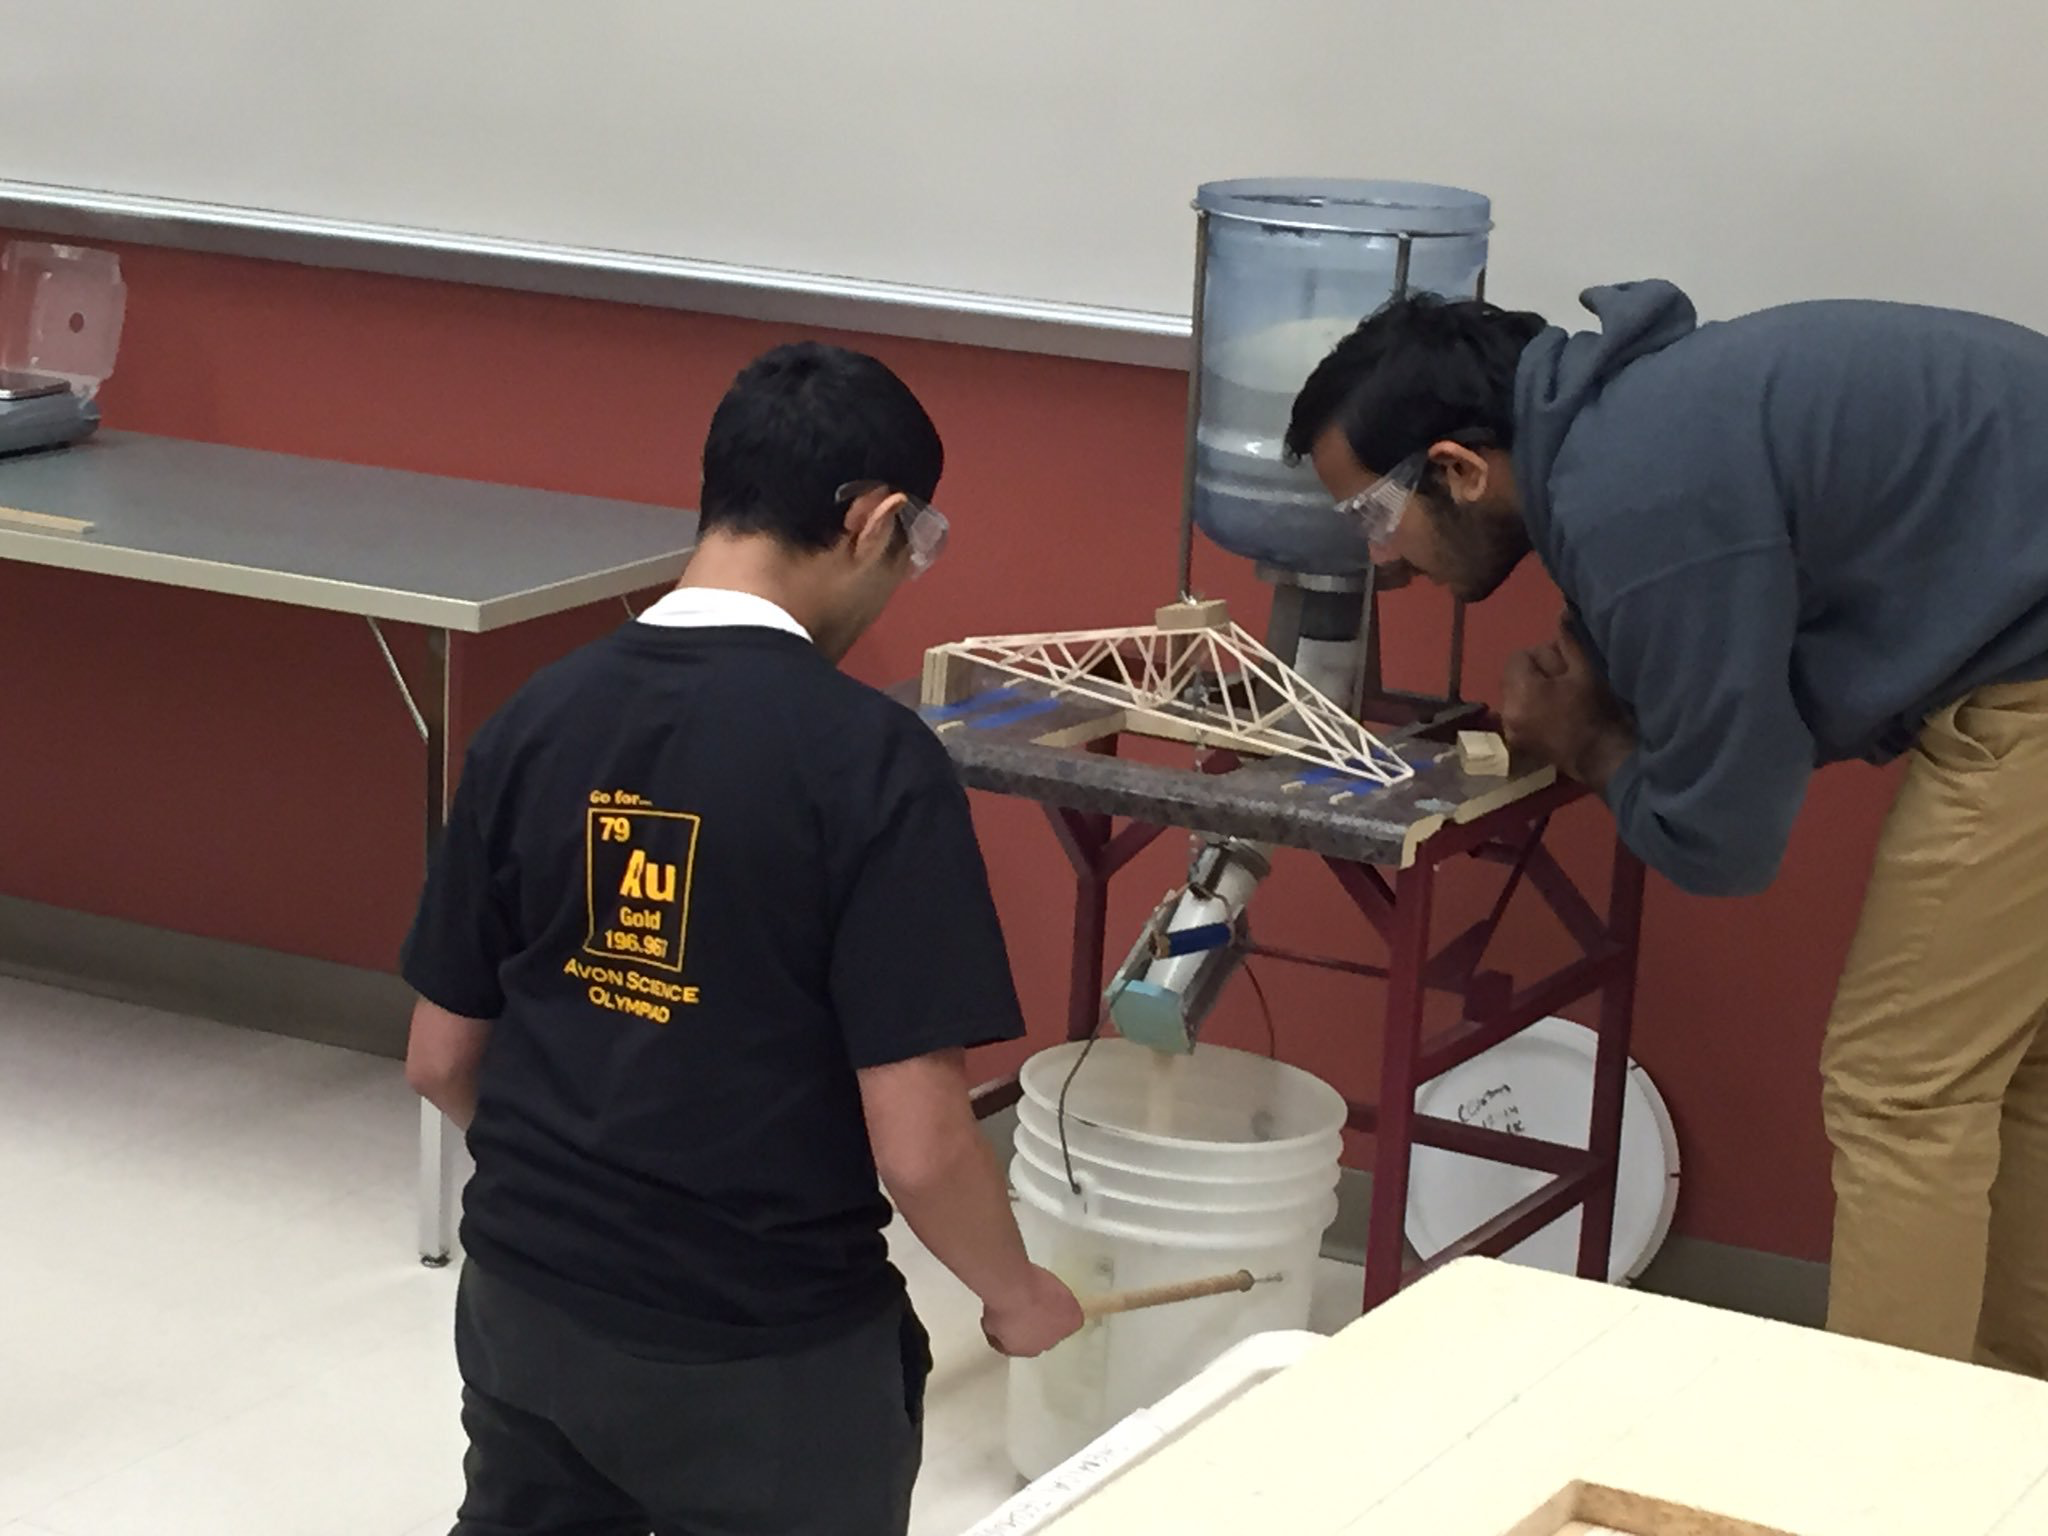 Go for...
79
Au
Gold
196.967
AVON SCIENCE
OLYMPIAD